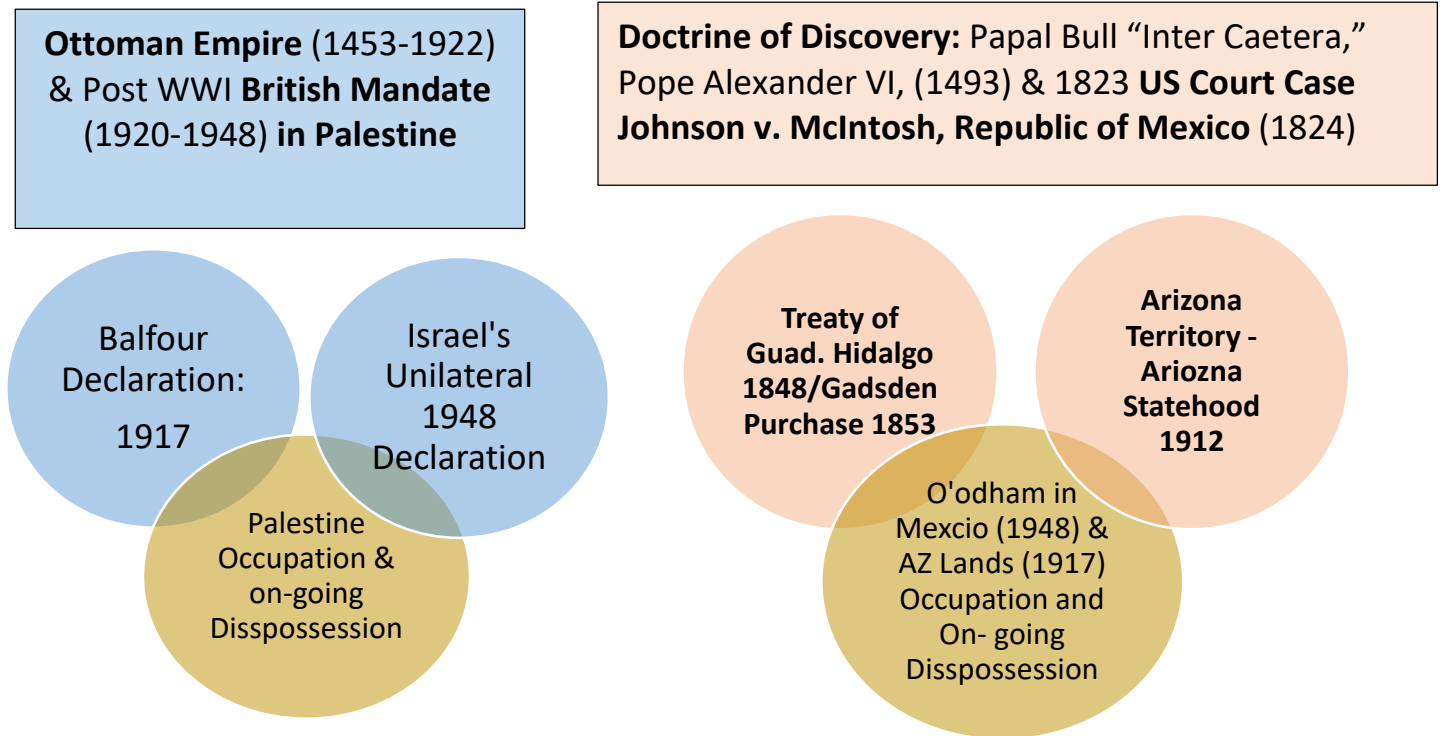 Ottoman Empire (1453-1922)
& Post WWI British Mandate
(1920-1948) in Palestine
Doctrine of Discovery: Papal Bull “Inter Caetera,”
Pope Alexander VI, (1493) & 1823 US Court Case
Johnson v. McIntosh, Republic of Mexico (1824)
Balfour
Declaration:
1917
Israel's
Unilateral
1948
Declaration
Palestine
Occupation &
on-going
Disspossession
Treaty of
Guad. Hidalgo
1848/Gadsden
Purchase 1853
Arizona
Territory -
Ariozna
Statehood
1912
O'odham in
Mexcio (1948) &
AZ Lands (1917)
Occupation and
On- going
Disspossession